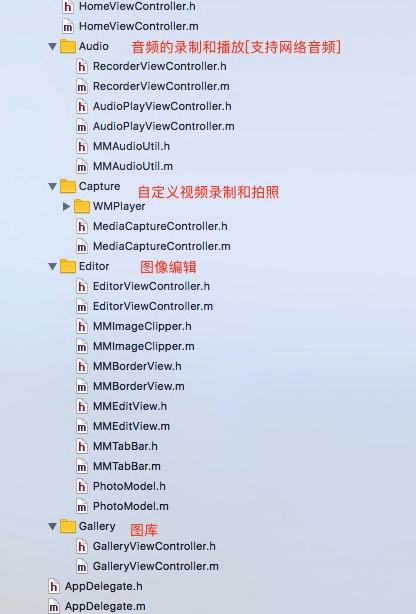 HomeViewController.h
HomeViewController.m
Audio 音频的录制和播放[支持网络音频]
RecorderViewController.h
RecorderViewController.m
AudioPlayViewController.h
AudioPlayViewController.m
MMAudioUtil.h
MMAudioUtil.m
Capture 自定义视频录制和拍照
WMPlayer
MediaCaptureController.h
MediaCaptureController.m
Editor 图像编辑
EditorViewController.h
EditorViewController.m
MMImageClipper.h
MMImageClipper.m
MMBorderView.h
MMBorderView.m
MMEditView.h
MMEditView.m
MMTabBar.h
MMTabBar.m
PhotoModel.h
PhotoModel.m
Gallery 图库
GalleryViewController.h
GalleryViewController.m
AppDelegate.h
AppDelegate.m